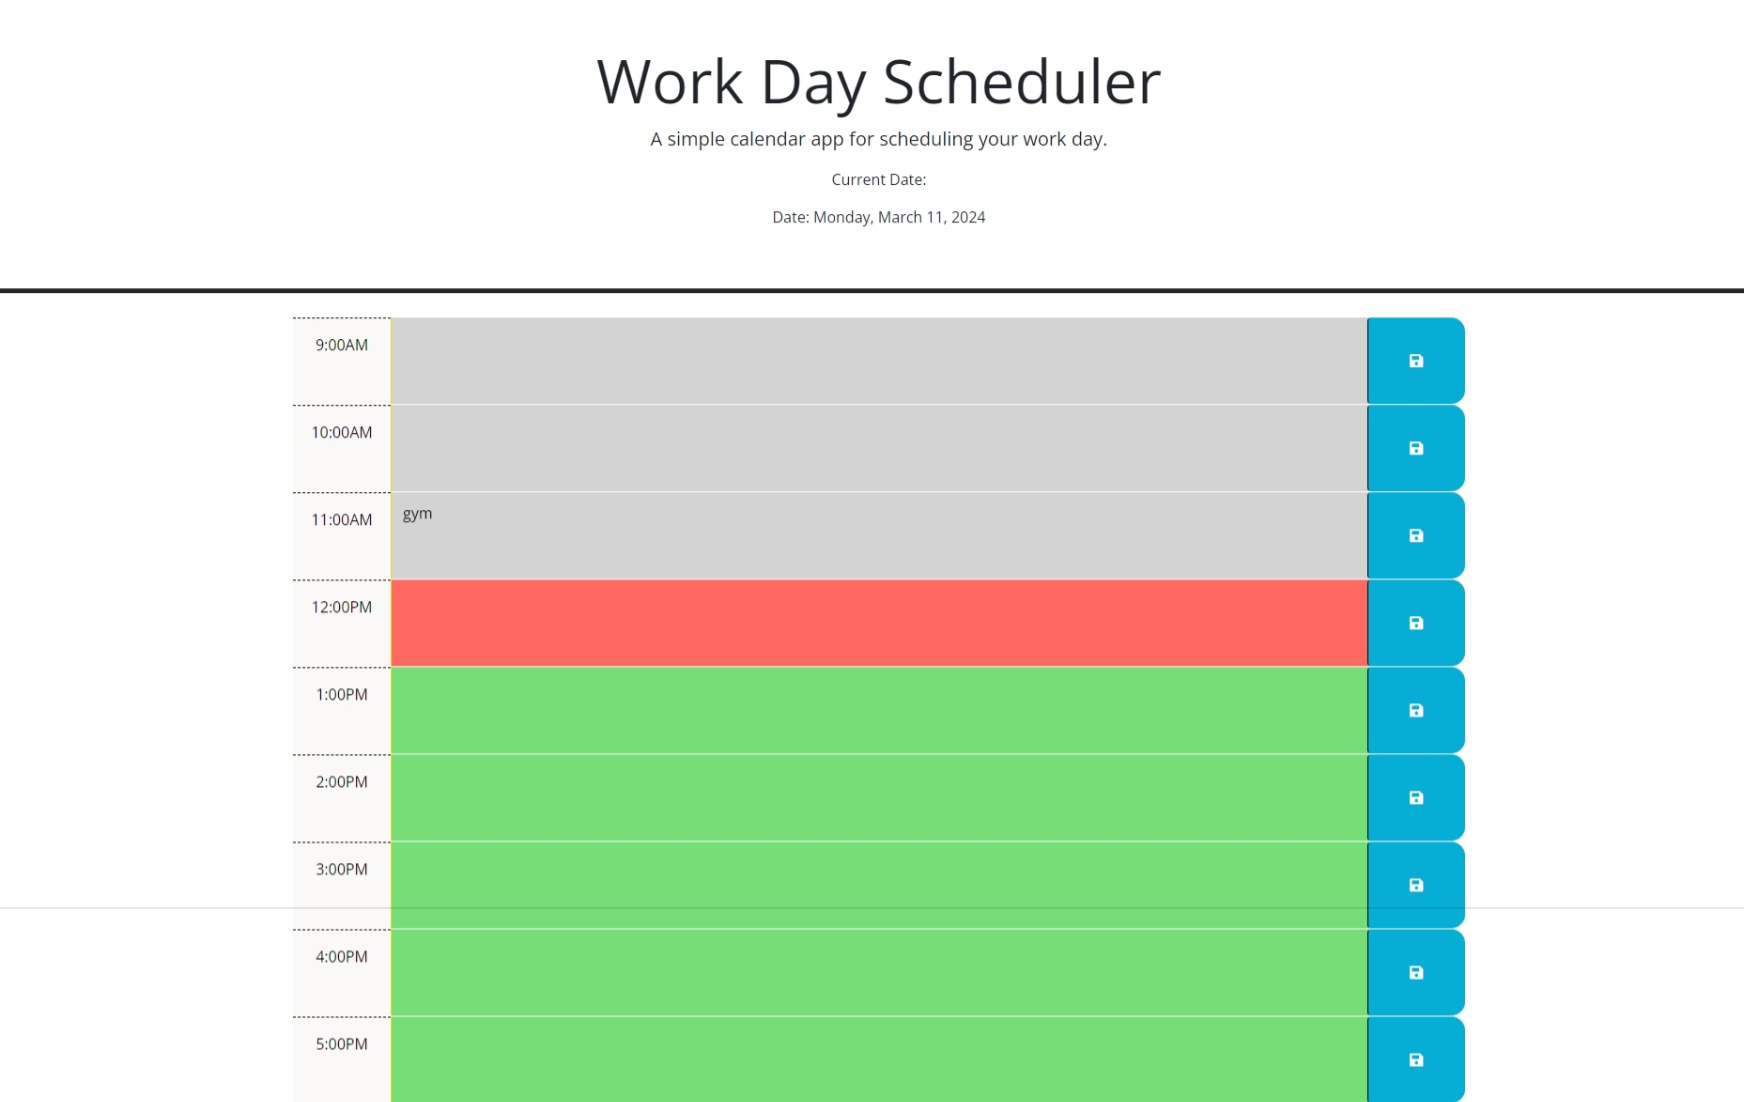 Work Day Scheduler
A simple calendar app for scheduling your work day.
Current Date:
Date: Monday, March 11, 2024
9:00AM
10:00AM
11:00AM gym
12:00PM
1:00PM
2:00PM
3:00PM
4:00PM
5:00PM